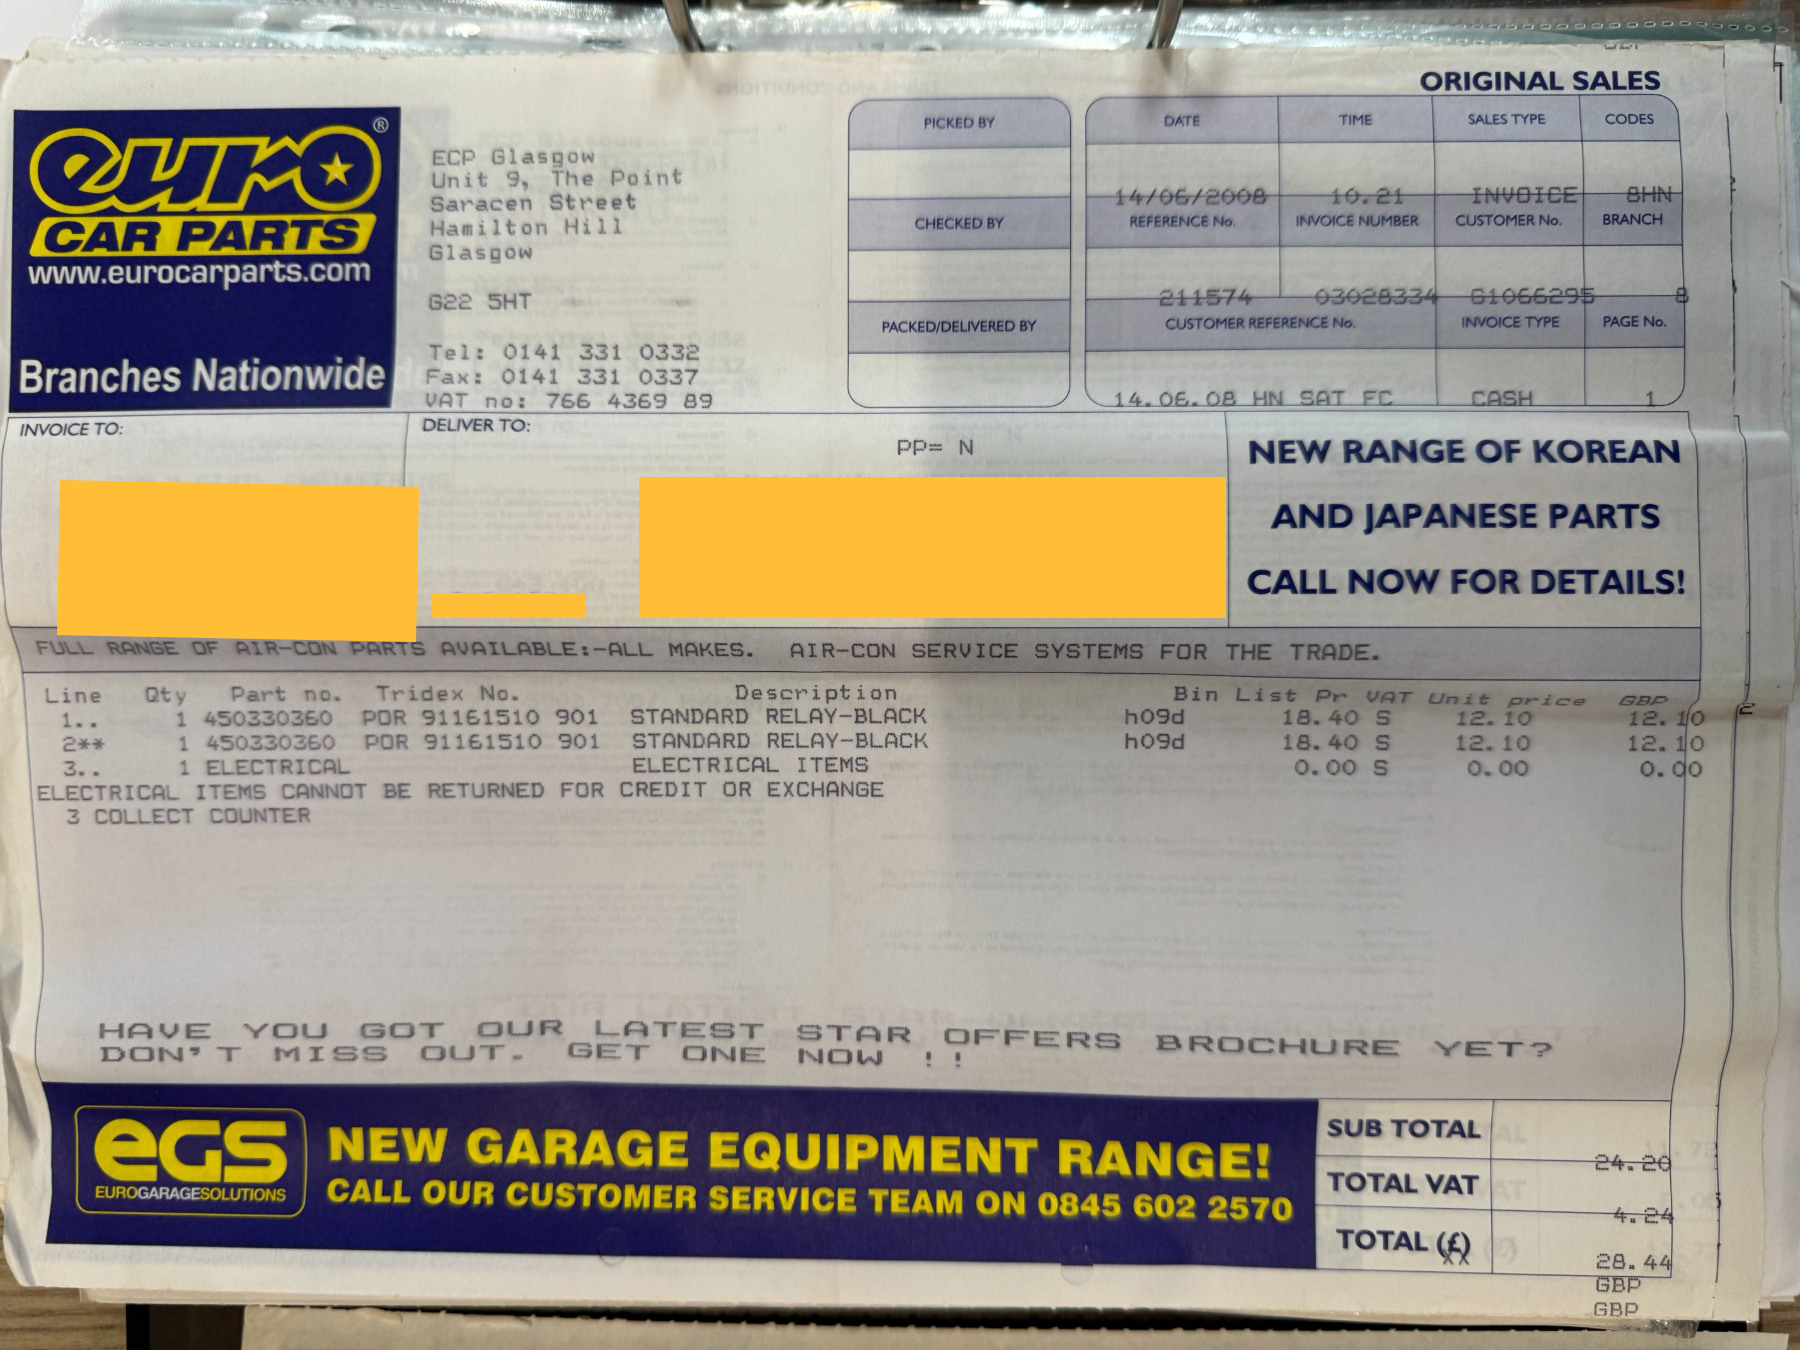 ORIGINAL SALES
euro®
CAR PARTS
www.eurocarparts.com
Branches Nationwide
ECP Glasgow
Unit 9, The Point
Saracen Street
Hamilton Hill
Glasgow
G22 5HT
Tel: 0141 331 0332
Fax: 0141 331 0337
VAT no: 766 4369 89
PICKED BY
CHECKED BY
PACKED/DELIVERED BY
DATE TIME SALES TYPE CODES
14/06/2008 10.21 INVOICE 8HN
REFERENCE No. INVOICE NUMBER CUSTOMER No. BRANCH
211574 03028334 G1066295 8
CUSTOMER REFERENCE No. INVOICE TYPE PAGE No.
14.06.08 HN SAT FC CASH 1
INVOICE TO:
DELIVER TO:
PP= N
NEW RANGE OF KOREAN
AND JAPANESE PARTS
CALL NOW FOR DETAILS!
FULL RANGE OF AIR-CON PARTS AVAILABLE:-ALL MAKES. AIR-CON SERVICE SYSTEMS FOR THE TRADE.
Line Qty Part no. Tridex No. Description Bin List Pr VAT Unit price GBP
1.. 1 450330360 POR 91161510 901 STANDARD RELAY-BLACK h09d 18.40 S 12.10 12.10
2** 1 450330360 POR 91161510 901 STANDARD RELAY-BLACK h09d 18.40 S 12.10 12.10
3.. 1 ELECTRICAL ELECTRICAL ITEMS 0.00 S 0.00 0.00
ELECTRICAL ITEMS CANNOT BE RETURNED FOR CREDIT OR EXCHANGE
3 COLLECT COUNTER
HAVE YOU GOT OUR LATEST STAR OFFERS BROCHURE YET?
DON'T MISS OUT. GET ONE NOW !!
eGS
EUROGARAGESOLUTIONS
NEW GARAGE EQUIPMENT RANGE!
CALL OUR CUSTOMER SERVICE TEAM ON 0845 602 2570
SUB TOTAL 24.20
TOTAL VAT 4.24
TOTAL (£) 28.44
XX
GBP
GBP